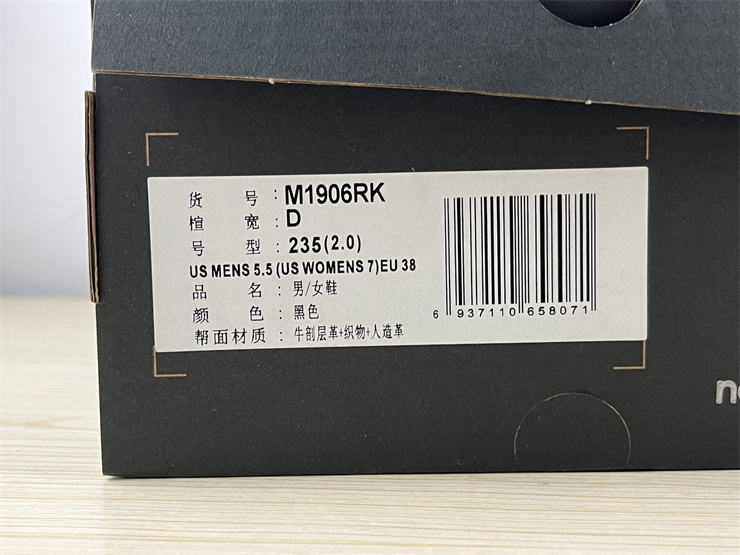 货 号：M1906RK
楦 宽：D
号 型：235(2.0)
US MENS 5.5 (US WOMENS 7)EU 38
品 名：男/女鞋
颜 色：黑色
帮面材质：牛剖层革+织物+人造革
6 937110 658071